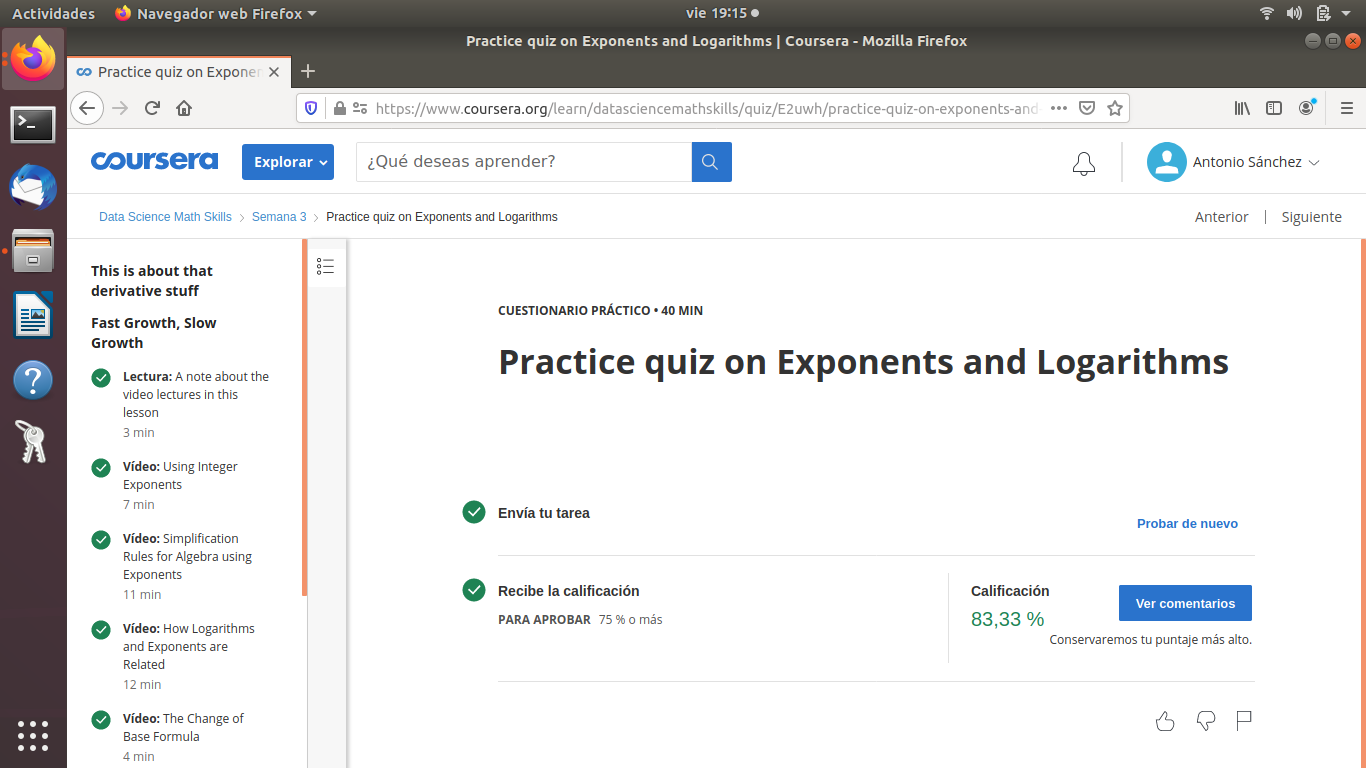 Actividades
Navegador web Firefox
vie 19:15
Practice quiz on Exponents and Logarithms | Coursera - Mozilla Firefox
Practice quiz on Exponen
https://www.coursera.org/learn/datasciencemathskills/quiz/E2uwh/practice-quiz-on-exponents-and-
coursera
Explorar
¿Qué deseas aprender?
Antonio Sánchez
Data Science Math Skills
Semana 3
Practice quiz on Exponents and Logarithms
Anterior | Siguiente
This is about that
derivative stuff
Fast Growth, Slow
Growth
Lectura: A note about the
video lectures in this
lesson
3 min
Vídeo: Using Integer
Exponents
7 min
Vídeo: Simplification
Rules for Algebra using
Exponents
11 min
Vídeo: How Logarithms
and Exponents are
Related
12 min
Vídeo: The Change of
Base Formula
4 min
CUESTIONARIO PRÁCTICO • 40 MIN
Practice quiz on Exponents and Logarithms
Envía tu tarea
Probar de nuevo
Recibe la calificación
PARA APROBAR 75 % o más
Calificación
83,33 %
Ver comentarios
Conservaremos tu puntaje más alto.